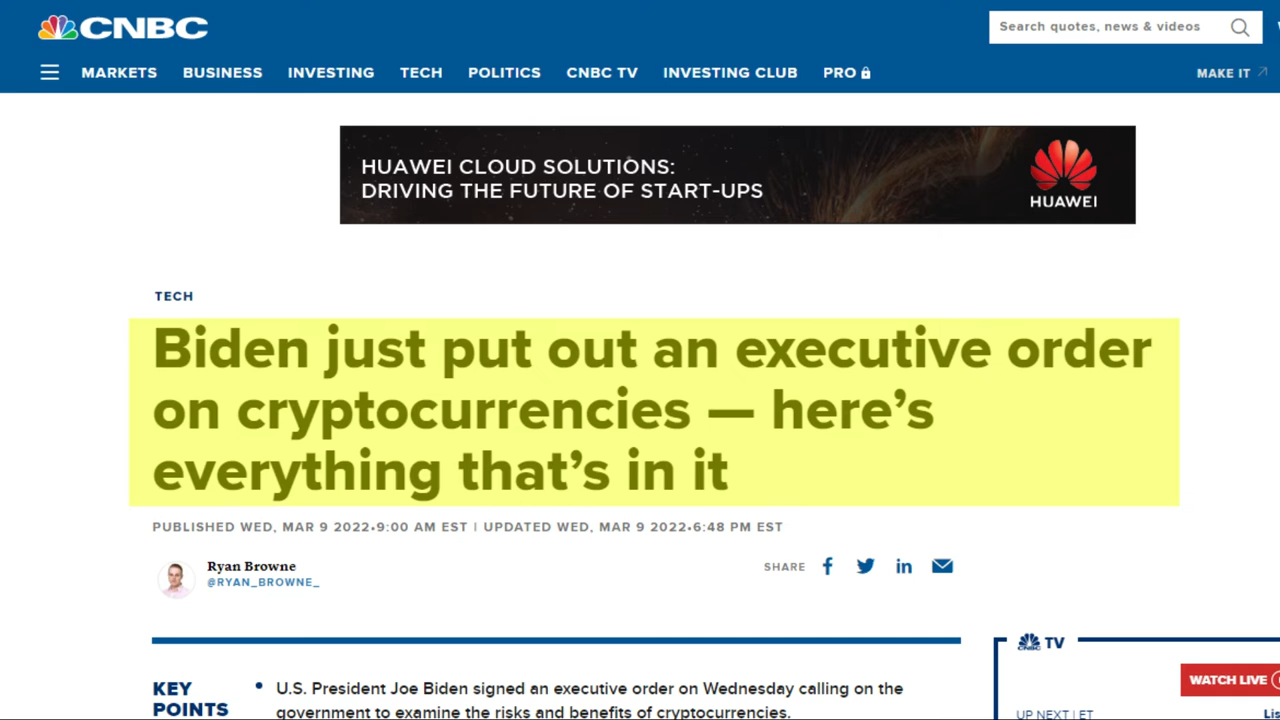 CNBC
Search quotes, news & videos
MARKETS BUSINESS INVESTING TECH POLITICS CNBC TV INVESTING CLUB PRO
MAKE IT
HUAWEI CLOUD SOLUTIONS:
DRIVING THE FUTURE OF START-UPS
HUAWEI
TECH
Biden just put out an executive order
on cryptocurrencies — here’s
everything that’s in it
PUBLISHED WED, MAR 9 2022•9:00 AM EST | UPDATED WED, MAR 9 2022•6:48 PM EST
Ryan Browne
@RYAN_BROWNE_
SHARE
KEY
POINTS
• U.S. President Joe Biden signed an executive order on Wednesday calling on the
government to examine the risks and benefits of cryptocurrencies.
CNBC TV
WATCH LIVE
UP NEXT | ET